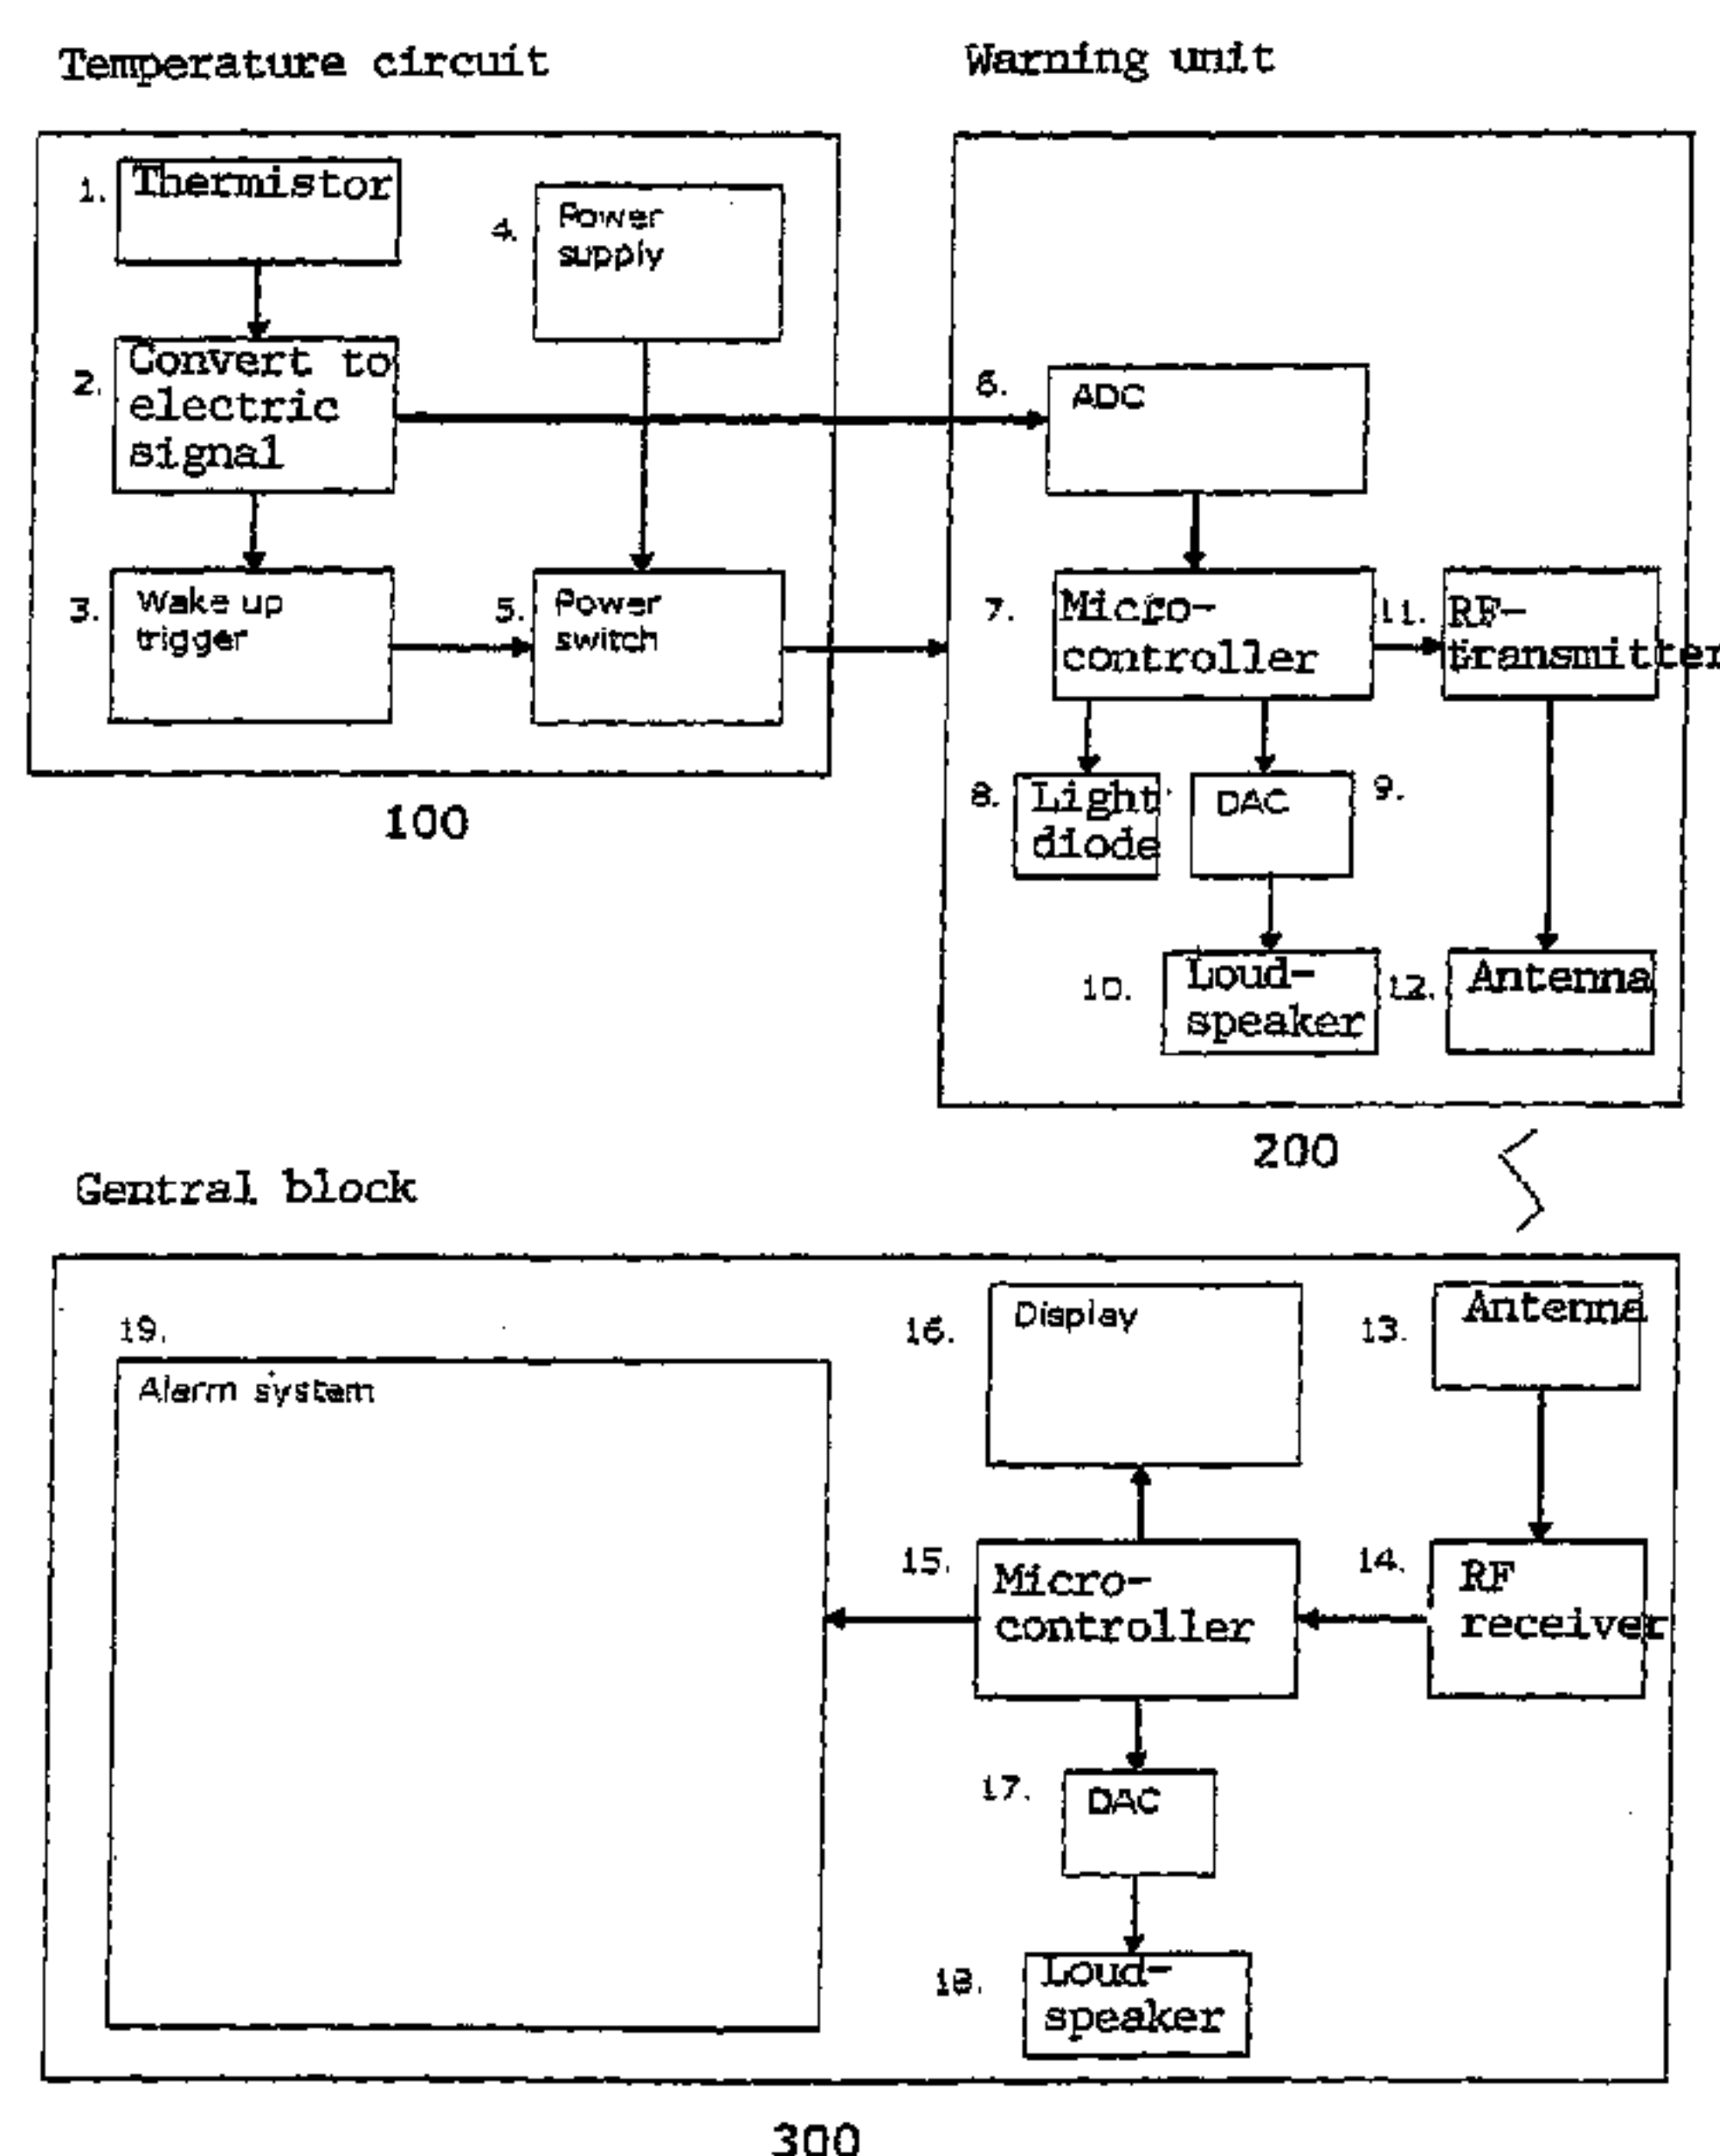 Temperature circuit
Warning unit
1.
Thermistor
4.
Power
supply
2.
Convert to
electric
signal
6.
ADC
3.
Wake up
trigger
5.
Power
switch
7.
Micro-
controller
11.
RF-
transmitter
8.
Light
diode
DAC
9.
100
10.
Loud-
speaker
12.
Antenna
200
Gentral block
19.
Alarm system
16.
Display
13.
Antenna
15.
Micro-
controller
14.
RF
receiver
17.
DAC
18.
Loud-
speaker
300